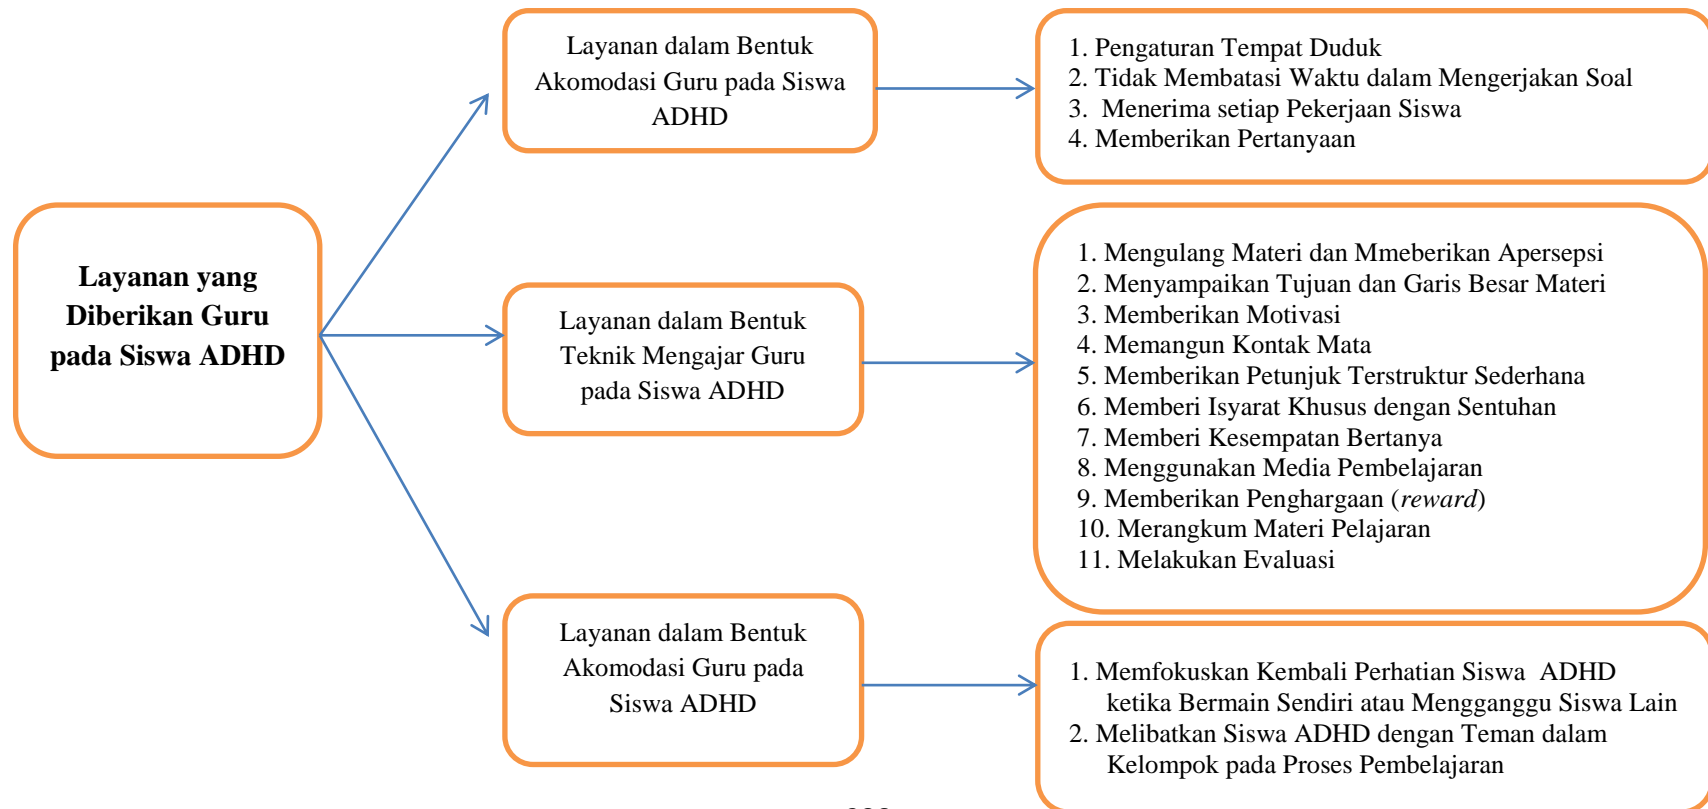 Layanan yang
Diberikan Guru
pada Siswa ADHD
Layanan dalam Bentuk
Akomodasi Guru pada Siswa
ADHD
1. Pengaturan Tempat Duduk
2. Tidak Membatasi Waktu dalam Mengerjakan Soal
3. Menerima setiap Pekerjaan Siswa
4. Memberikan Pertanyaan
Layanan dalam Bentuk
Teknik Mengajar Guru
pada Siswa ADHD
1. Mengulang Materi dan Mmeberikan Apersepsi
2. Menyampaikan Tujuan dan Garis Besar Materi
3. Memberikan Motivasi
4. Memangun Kontak Mata
5. Memberikan Petunjuk Terstruktur Sederhana
6. Memberi Isyarat Khusus dengan Sentuhan
7. Memberi Kesempatan Bertanya
8. Menggunakan Media Pembelajaran
9. Memberikan Penghargaan (reward)
10. Merangkum Materi Pelajaran
11. Melakukan Evaluasi
Layanan dalam Bentuk
Akomodasi Guru pada
Siswa ADHD
1. Memfokuskan Kembali Perhatian Siswa ADHD
ketika Bermain Sendiri atau Mengganggu Siswa Lain
2. Melibatkan Siswa ADHD dengan Teman dalam
Kelompok pada Proses Pembelajaran